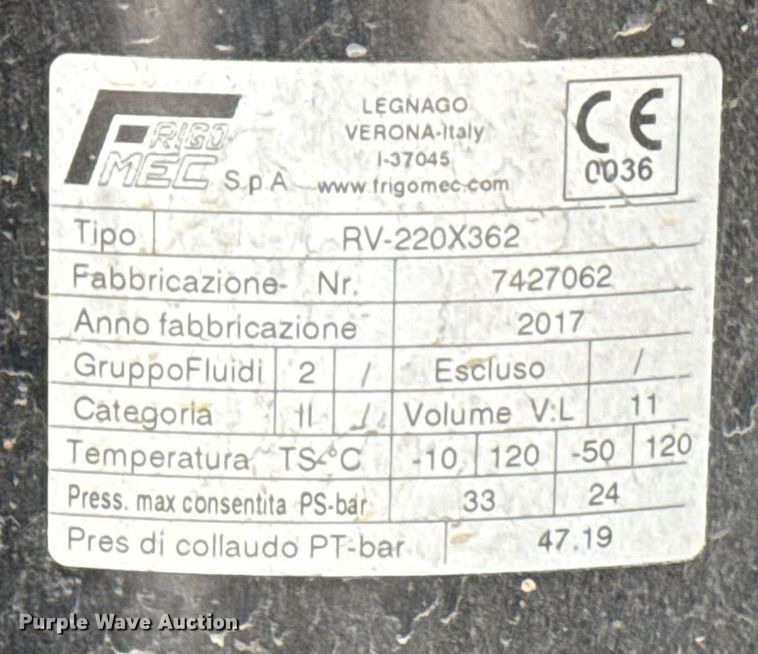 FRIGO
MEC S.p.A
LEGNAGO
VERONA-Italy
I-37045
www.frigomec.com
CE
0036
Tipo RV-220X362
Fabbricazione- Nr. 7427062
Anno fabbricazione 2017
GruppoFluidi 2 / Escluso /
Categoria II / Volume V:L 11
Temperatura TS-°C -10 120 -50 120
Press. max consentita PS-bar 33 24
Pres di collaudo PT-bar 47.19
Purple Wave Auction